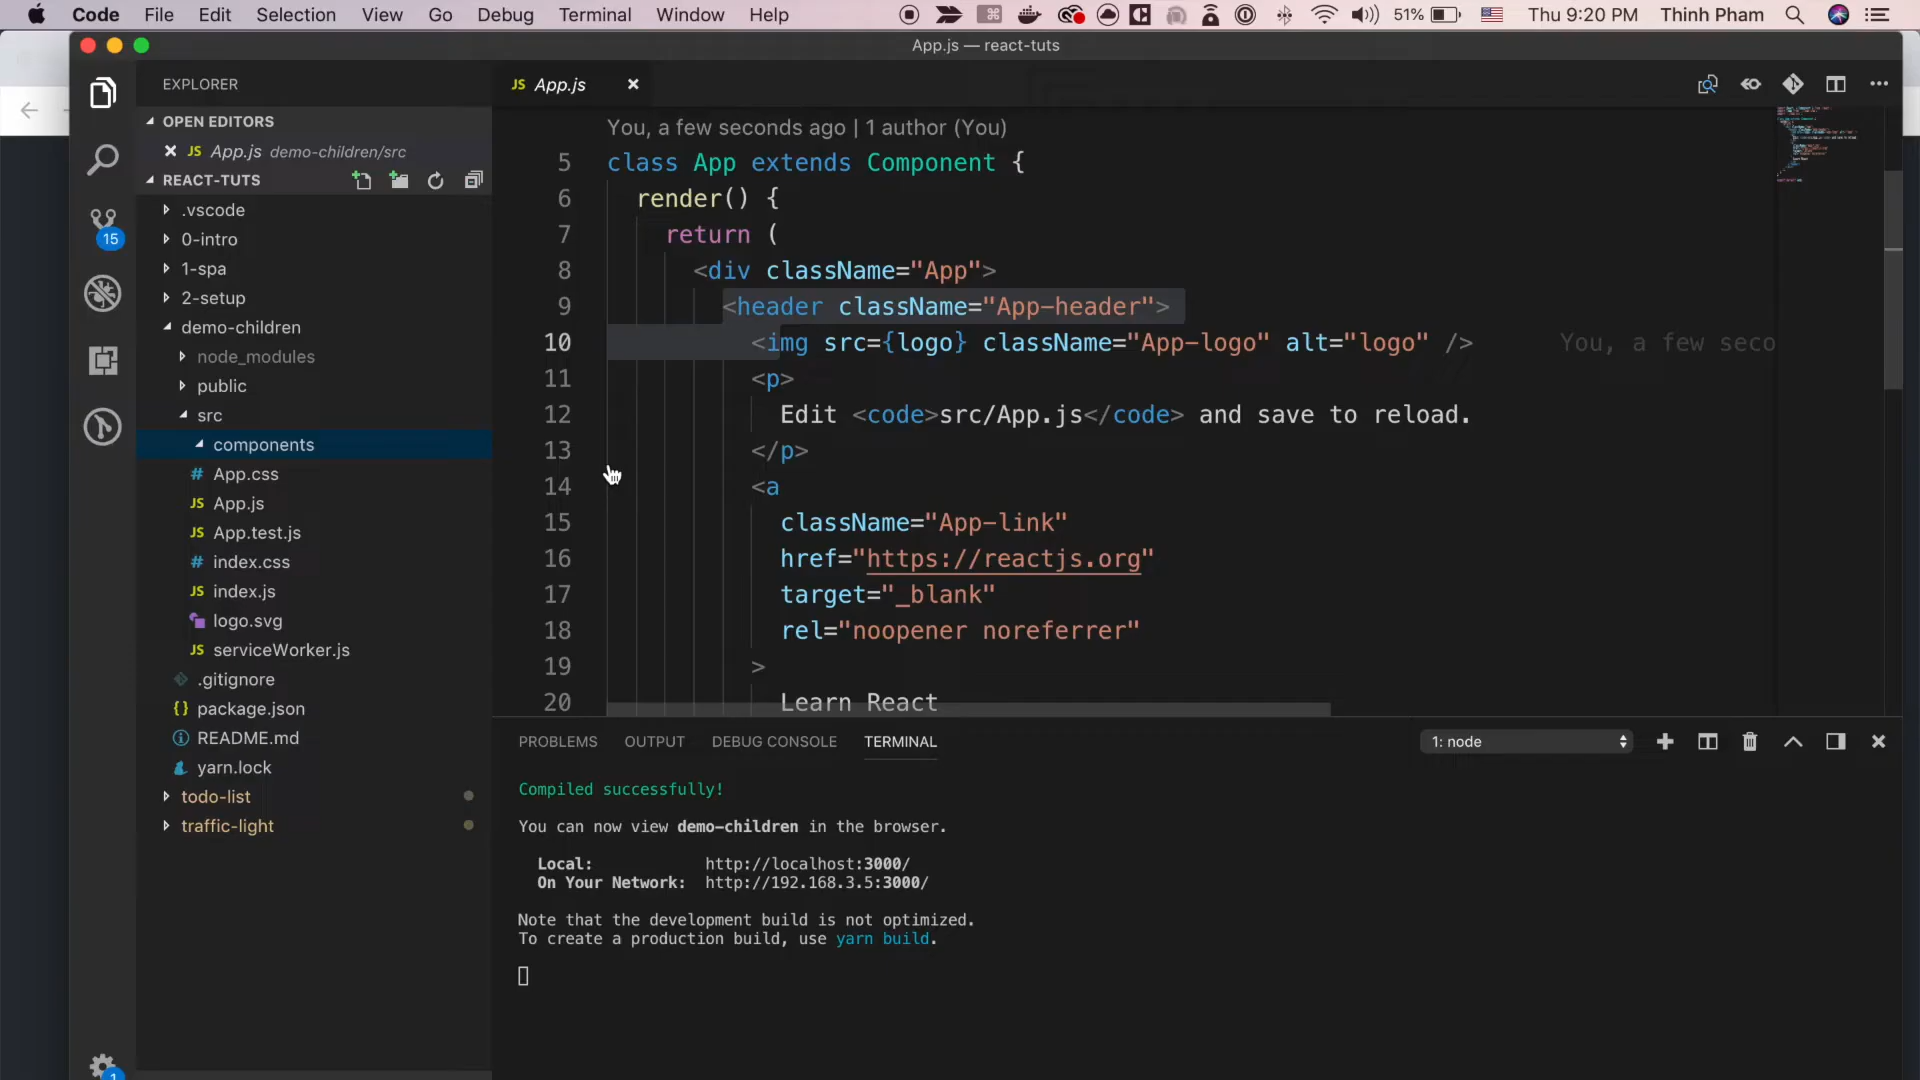 Code File Edit Selection View Go Debug Terminal Window Help 51% Thu 9:20 PM Thinh Pham
App.js — react-tuts
EXPLORER
OPEN EDITORS
JS App.js demo-children/src
REACT-TUTS
.vscode
0-intro
15
1-spa
2-setup
demo-children
node_modules
public
src
components
# App.css
JS App.js
JS App.test.js
# index.css
JS index.js
logo.svg
JS serviceWorker.js
.gitignore
{} package.json
README.md
yarn.lock
todo-list
traffic-light
1
JS App.js
You, a few seconds ago | 1 author (You)
5 class App extends Component {
6 render() {
7 return (
8 <div className="App">
9 <header className="App-header">
10 <img src={logo} className="App-logo" alt="logo" /> You, a few seco
11 <p>
12 Edit <code>src/App.js</code> and save to reload.
13 </p>
14 <a
15 className="App-link"
16 href="https://reactjs.org"
17 target="_blank"
18 rel="noopener noreferrer"
19 >
20 Learn React
PROBLEMS OUTPUT DEBUG CONSOLE TERMINAL 1: node
Compiled successfully!
You can now view demo-children in the browser.
Local: http://localhost:3000/
On Your Network: http://192.168.3.5:3000/
Note that the development build is not optimized.
To create a production build, use yarn build.